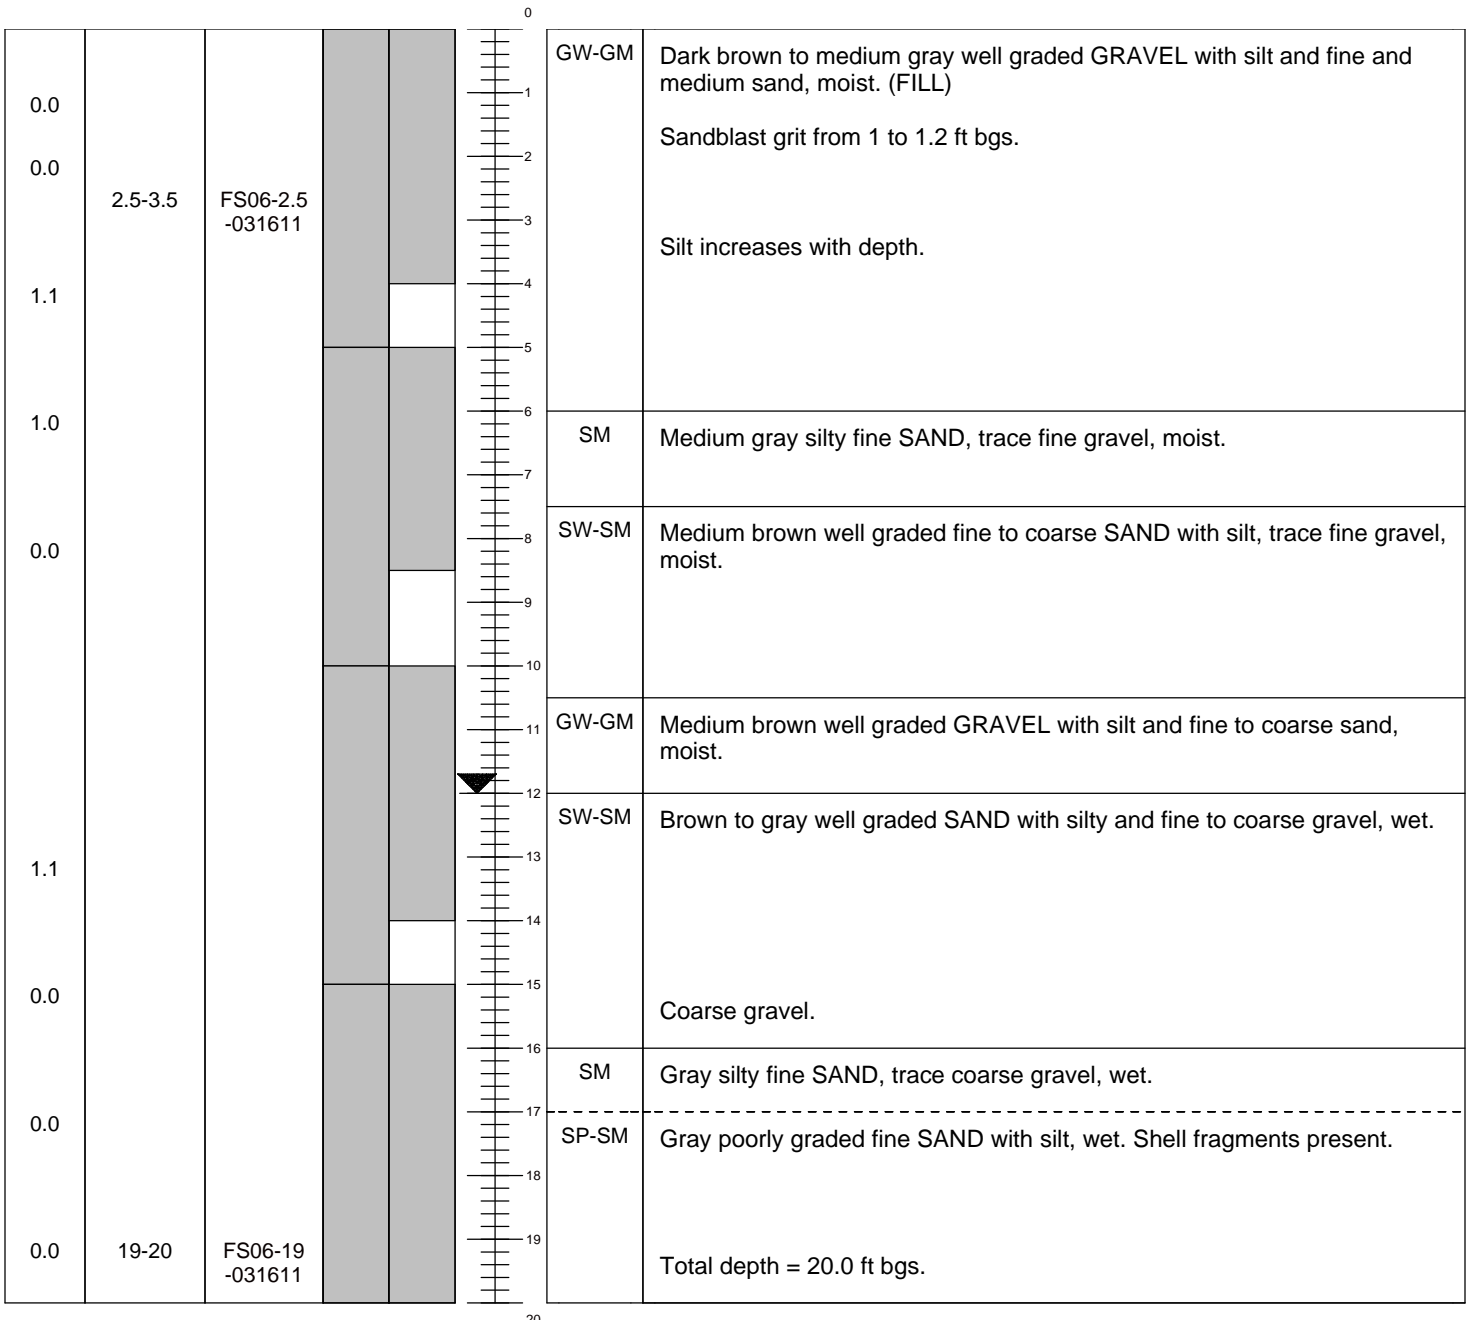 0
GW-GM
Dark brown to medium gray well graded GRAVEL with silt and fine and
medium sand, moist. (FILL)
0.0
1
Sandblast grit from 1 to 1.2 ft bgs.
0.0
2
2.5-3.5
FS06-2.5
-031611
3
Silt increases with depth.
1.1
4
5
1.0
6
SM
Medium gray silty fine SAND, trace fine gravel, moist.
7
SW-SM
Medium brown well graded fine to coarse SAND with silt, trace fine gravel,
moist.
0.0
8
9
10
GW-GM
Medium brown well graded GRAVEL with silt and fine to coarse sand,
moist.
11
12
SW-SM
Brown to gray well graded SAND with silty and fine to coarse gravel, wet.
13
1.1
14
15
0.0
Coarse gravel.
16
SM
Gray silty fine SAND, trace coarse gravel, wet.
17
0.0
SP-SM
Gray poorly graded fine SAND with silt, wet. Shell fragments present.
18
19
0.0
19-20
FS06-19
-031611
Total depth = 20.0 ft bgs.
20